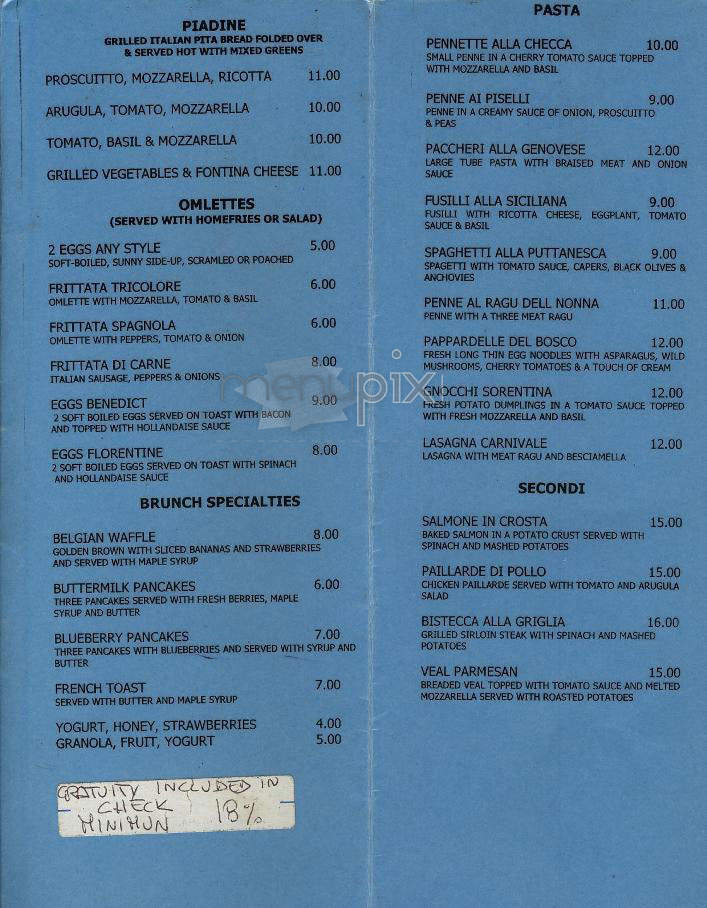 PIADINE
GRILLED ITALIAN PITA BREAD FOLDED OVER
& SERVED HOT WITH MIXED GREENS
PROSCUITTO, MOZZARELLA, RICOTTA 11.00
ARUGULA, TOMATO, MOZZARELLA 10.00
TOMATO, BASIL & MOZZARELLA 10.00
GRILLED VEGETABLES & FONTINA CHEESE 11.00
OMLETTES
(SERVED WITH HOMEFRIES OR SALAD)
2 EGGS ANY STYLE 5.00
SOFT-BOILED, SUNNY SIDE-UP, SCRAMLED OR POACHED
FRITTATA TRICOLORE 6.00
OMLETTE WITH MOZZARELLA, TOMATO & BASIL
FRITTATA SPAGNOLA 6.00
OMLETTE WITH PEPPERS, TOMATO & ONION
FRITTATA DI CARNE 8.00
ITALIAN SAUSAGE, PEPPERS & ONIONS
EGGS BENEDICT 9.00
2 SOFT BOILED EGGS SERVED ON TOAST WITH BACON
AND TOPPED WITH HOLLANDAISE SAUCE
EGGS FLORENTINE 8.00
2 SOFT BOILED EGGS SERVED ON TOAST WITH SPINACH
AND HOLLANDAISE SAUCE
BRUNCH SPECIALTIES
BELGIAN WAFFLE 8.00
GOLDEN BROWN WITH SLICED BANANAS AND STRAWBERRIES
AND SERVED WITH MAPLE SYRUP
BUTTERMILK PANCAKES 6.00
THREE PANCAKES SERVED WITH FRESH BERRIES, MAPLE
SYRUP AND BUTTER
BLUEBERRY PANCAKES 7.00
THREE PANCAKES WITH BLUEBERRIES AND SERVED WITH SYRUP AND
BUTTER
FRENCH TOAST 7.00
SERVED WITH BUTTER AND MAPLE SYRUP
YOGURT, HONEY, STRAWBERRIES 4.00
GRANOLA, FRUIT, YOGURT 5.00
GRATUITY INCLUDED IN
CHECK
MINIMUN 18%
PASTA
PENNETTE ALLA CHECCA 10.00
SMALL PENNE IN A CHERRY TOMATO SAUCE TOPPED
WITH MOZZARELLA AND BASIL
PENNE AI PISELLI 9.00
PENNE IN A CREAMY SAUCE OF ONION, PROSCUITTO
& PEAS
PACCHERI ALLA GENOVESE 12.00
LARGE TUBE PASTA WITH BRAISED MEAT AND ONION
SAUCE
FUSILLI ALLA SICILIANA 9.00
FUSILLI WITH RICOTTA CHEESE, EGGPLANT, TOMATO
SAUCE & BASIL
SPAGHETTI ALLA PUTTANESCA 9.00
SPAGETTI WITH TOMATO SAUCE, CAPERS, BLACK OLIVES &
ANCHOVIES
PENNE AL RAGU DELL NONNA 11.00
PENNE WITH A THREE MEAT RAGU
PAPPARDELLE DEL BOSCO 12.00
FRESH LONG THIN EGG NOODLES WITH ASPARAGUS, WILD
MUSHROOMS, CHERRY TOMATOES & A TOUCH OF CREAM
GNOCCHI SORENTINA 12.00
FRESH POTATO DUMPLINGS IN A TOMATO SAUCE TOPPED
WITH FRESH MOZZARELLA AND BASIL
LASAGNA CARNIVALE 12.00
LASAGNA WITH MEAT RAGU AND BESCIAMELLA
SECONDI
SALMONE IN CROSTA 15.00
BAKED SALMON IN A POTATO CRUST SERVED WITH
SPINACH AND MASHED POTATOES
PAILLARDE DI POLLO 15.00
CHICKEN PAILLARDE SERVED WITH TOMATO AND ARUGULA
SALAD
BISTECCA ALLA GRIGLIA 16.00
GRILLED SIRLOIN STEAK WITH SPINACH AND MASHED
POTATOES
VEAL PARMESAN 15.00
BREADED VEAL TOPPED WITH TOMATO SAUCE AND MELTED
MOZZARELLA SERVED WITH ROASTED POTATOES
menupix